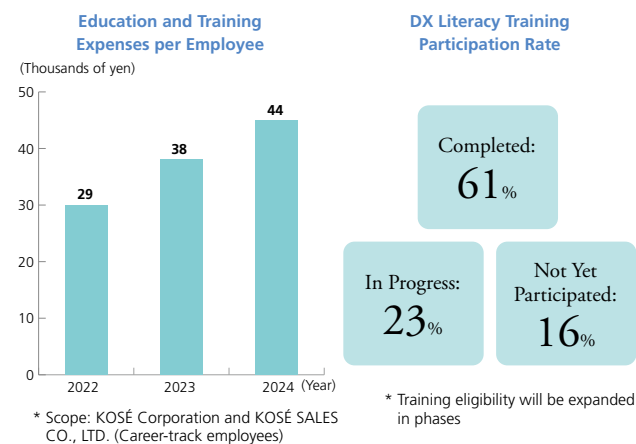 Education and Training
Expenses per Employee
(Thousands of yen)
50
40
30
20
10
0
29
38
44
2022
2023
2024
(Year)
* Scope: KOSÉ Corporation and KOSÉ SALES
CO., LTD. (Career-track employees)
DX Literacy Training
Participation Rate
Completed:
61%
In Progress:
23%
Not Yet
Participated:
16%
* Training eligibility will be expanded
in phases